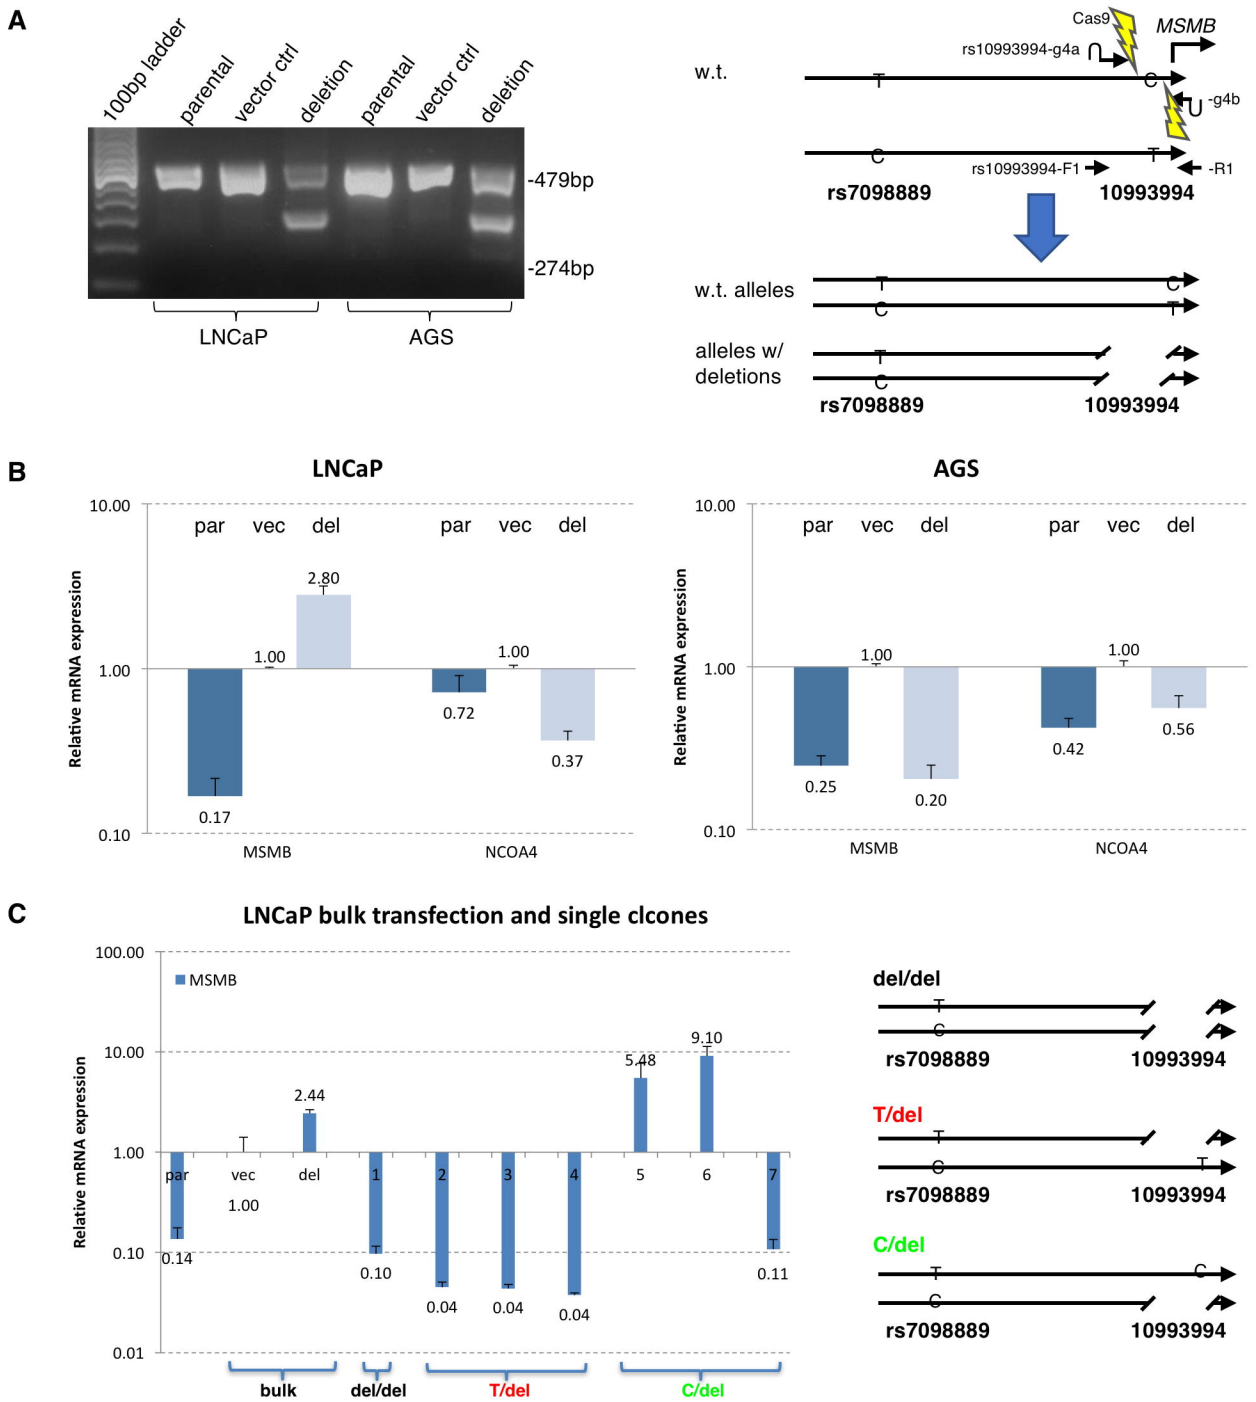 A
100bp ladder
parental
vector ctrl
deletion
parental
vector ctrl
deletion
-479bp
-274bp
LNCaP
AGS
Cas9
MSMB
rs10993994-g4a
w.t.
T
C
-g4b
C
T
rs10993994-F1
-R1
rs7098889
10993994
w.t. alleles
T
C
C
T
alleles w/
deletions
T
C
rs7098889
10993994
B
LNCaP
10.00
par
vec
del
par
vec
del
Relative mRNA expression
2.80
1.00
1.00
1.00
0.72
0.37
0.17
0.10
MSMB
NCOA4
AGS
10.00
par
vec
del
par
vec
del
Relative mRNA expression
1.00
1.00
1.00
0.42
0.56
0.25
0.20
0.10
MSMB
NCOA4
C
LNCaP bulk transfection and single clcones
100.00
MSMB
10.00
Relative mRNA expression
9.10
5.48
2.44
1.00
par
vec
del
1
2
3
4
5
6
7
1.00
0.10
0.14
0.10
0.04
0.04
0.04
0.11
0.01
bulk
del/del
T/del
C/del
del/del
T
C
rs7098889
10993994
T/del
T
C
T
rs7098889
10993994
C/del
T
C
C
rs7098889
10993994